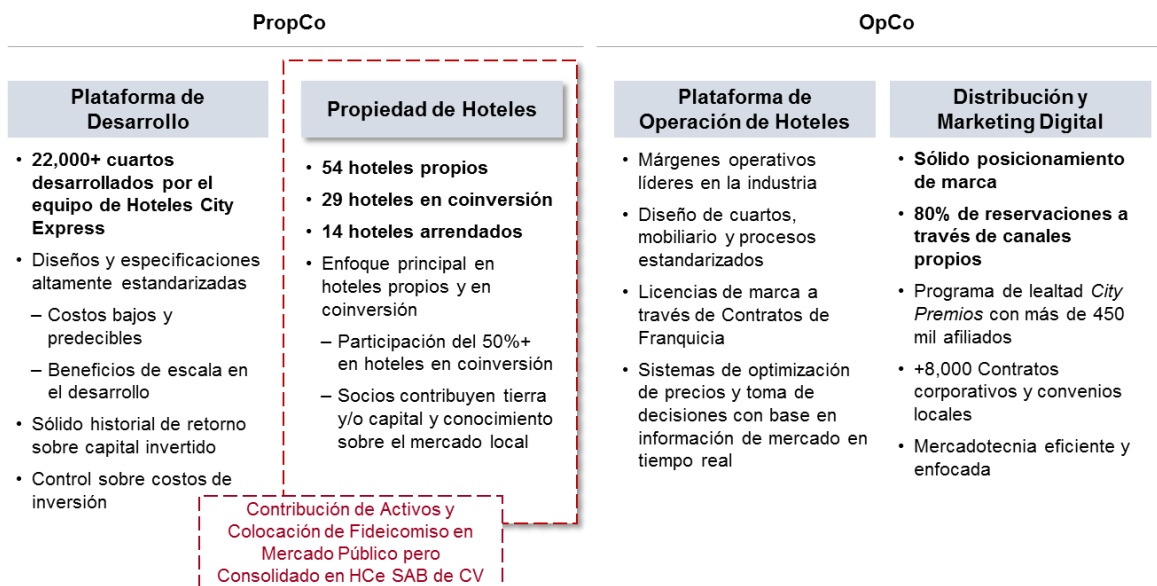 PropCo
OpCo
Plataforma de
Desarrollo
• 22,000+ cuartos
desarrollados por el
equipo de Hoteles City
Express
• Diseños y especificaciones
altamente estandarizadas
– Costos bajos y
predecibles
– Beneficios de escala en
el desarrollo
• Sólido historial de retorno
sobre capital invertido
• Control sobre costos de
inversión
Propiedad de Hoteles
• 54 hoteles propios
• 29 hoteles en coinversión
• 14 hoteles arrendados
• Enfoque principal en
hoteles propios y en
coinversión
– Participación del 50%+
en hoteles en coinversión
– Socios contribuyen tierra
y/o capital y conocimiento
sobre el mercado local
Contribución de Activos y
Colocación de Fideicomiso en
Mercado Público pero
Consolidado en HCe SAB de CV
Plataforma de
Operación de Hoteles
• Márgenes operativos
líderes en la industria
• Diseño de cuartos,
mobiliario y procesos
estandarizados
• Licencias de marca a
través de Contratos de
Franquicia
• Sistemas de optimización
de precios y toma de
decisiones con base en
información de mercado en
tiempo real
Distribución y
Marketing Digital
• Sólido posicionamiento
de marca
• 80% de reservaciones a
través de canales
propios
• Programa de lealtad City
Premios con más de 450
mil afiliados
• +8,000 Contratos
corporativos y convenios
locales
• Mercadotecnia eficiente y
enfocada